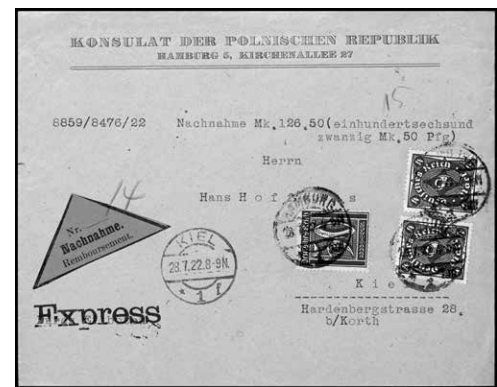 KONSULAT DER POLNISCHEN REPUBLIK
HAMBURG 5, KIRCHENALLEE 27
15
8859/8476/22 Nachnahme Mk.126.50(einhundertsechsund
zwanzig Mk.50 Pfg)
Herrn
14
Hans
Nr.
Nachnahme.
Remboursement.
KIEL
28.7.22.8-9N.
* 1 f
Express
Hardenbergstrasse 28.
b/Korth